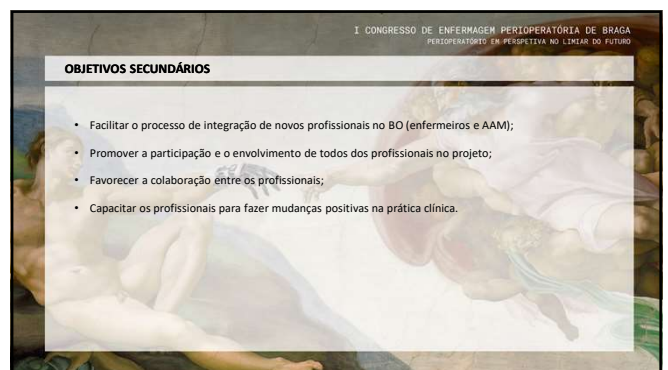 I CONGRESSO DE ENFERMAGEM PERIOPERATÓRIA DE BRAGA
PERIOPERATÓRIO EM PERSPETIVA NO LIMIAR DO FUTURO
OBJETIVOS SECUNDÁRIOS
• Facilitar o processo de integração de novos profissionais no BO (enfermeiros e AAM);
• Promover a participação e o envolvimento de todos dos profissionais no projeto;
• Favorecer a colaboração entre os profissionais;
• Capacitar os profissionais para fazer mudanças positivas na prática clínica.